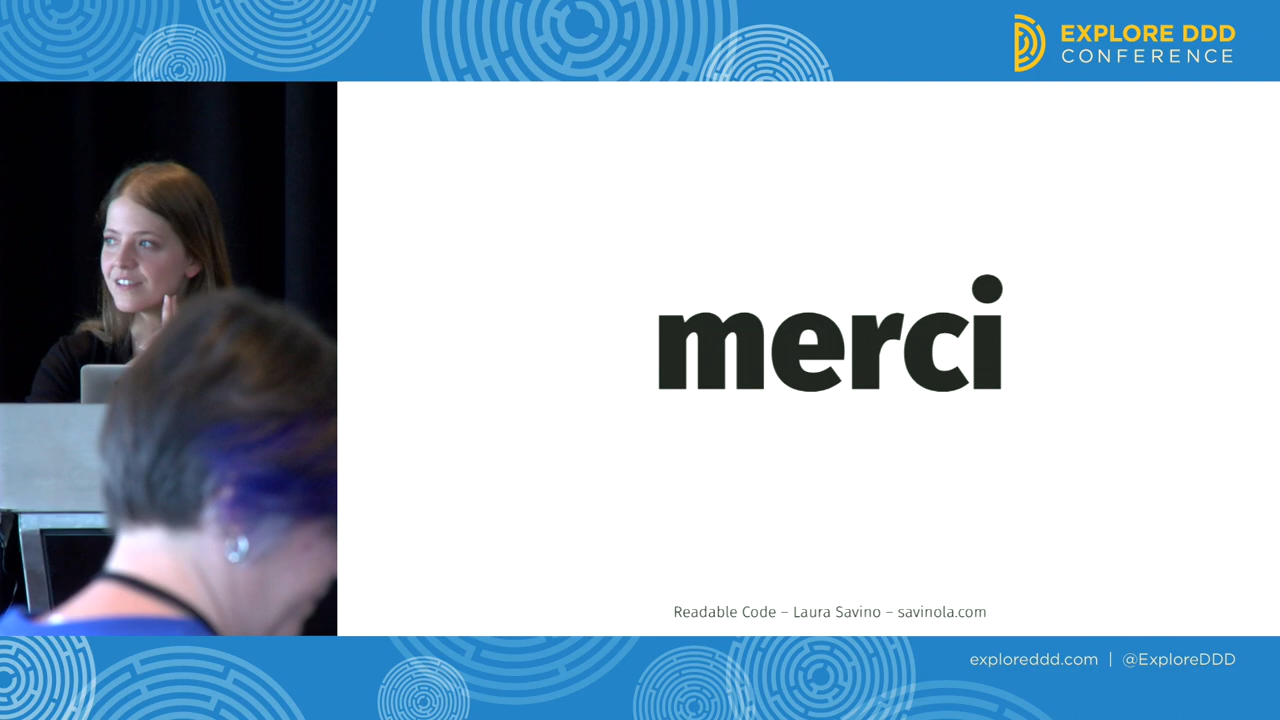 EXPLORE DDD
CONFERENCE
merci
Readable Code – Laura Savino – savinola.com
exploreddd.com | @ExploreDDD